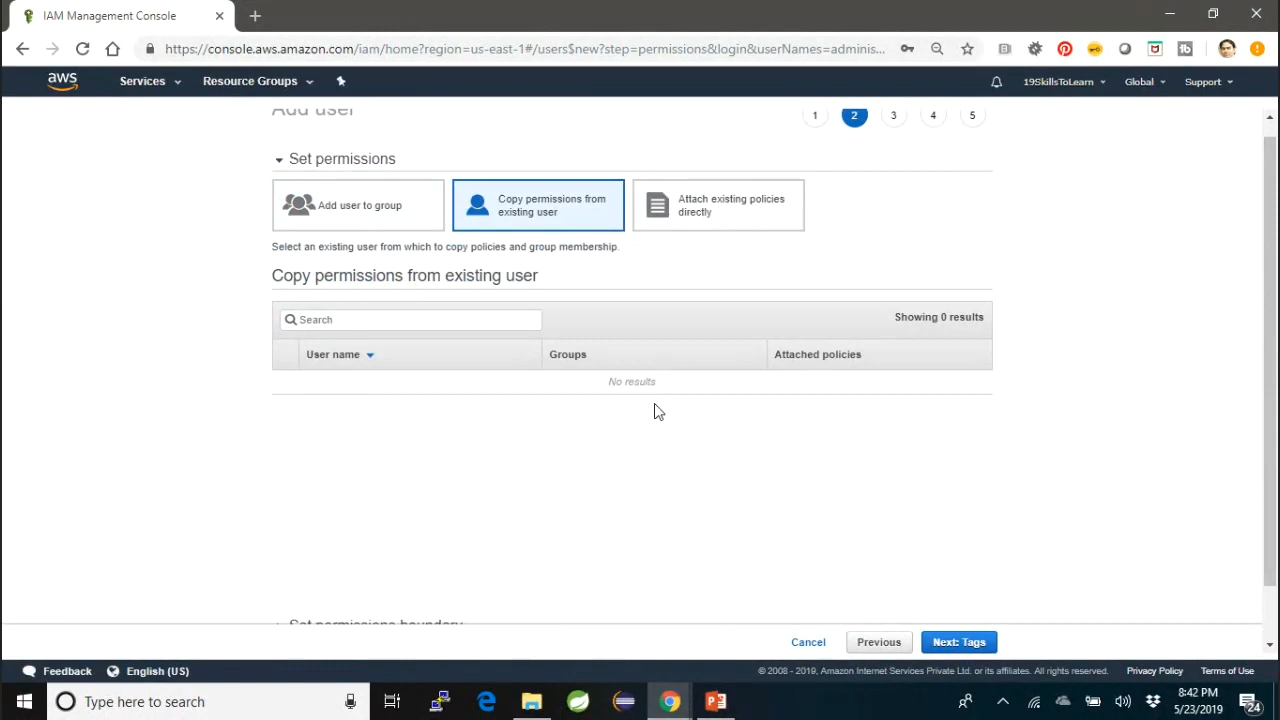 IAM Management Console
https://console.aws.amazon.com/iam/home?region=us-east-1#/users$new?step=permissions&login&userNames=adminis...
aws
Services
Resource Groups
19SkillsToLearn
Global
Support
Add user
1
2
3
4
5
Set permissions
Add user to group
Copy permissions from
existing user
Attach existing policies
directly
Select an existing user from which to copy policies and group membership.
Copy permissions from existing user
Search
Showing 0 results
User name
Groups
Attached policies
No results
Set permissions boundary
Cancel
Previous
Next: Tags
Feedback
English (US)
© 2008 - 2019, Amazon Internet Services Private Ltd. or its affiliates. All rights reserved.
Privacy Policy
Terms of Use
Type here to search
8:42 PM
5/23/2019
24